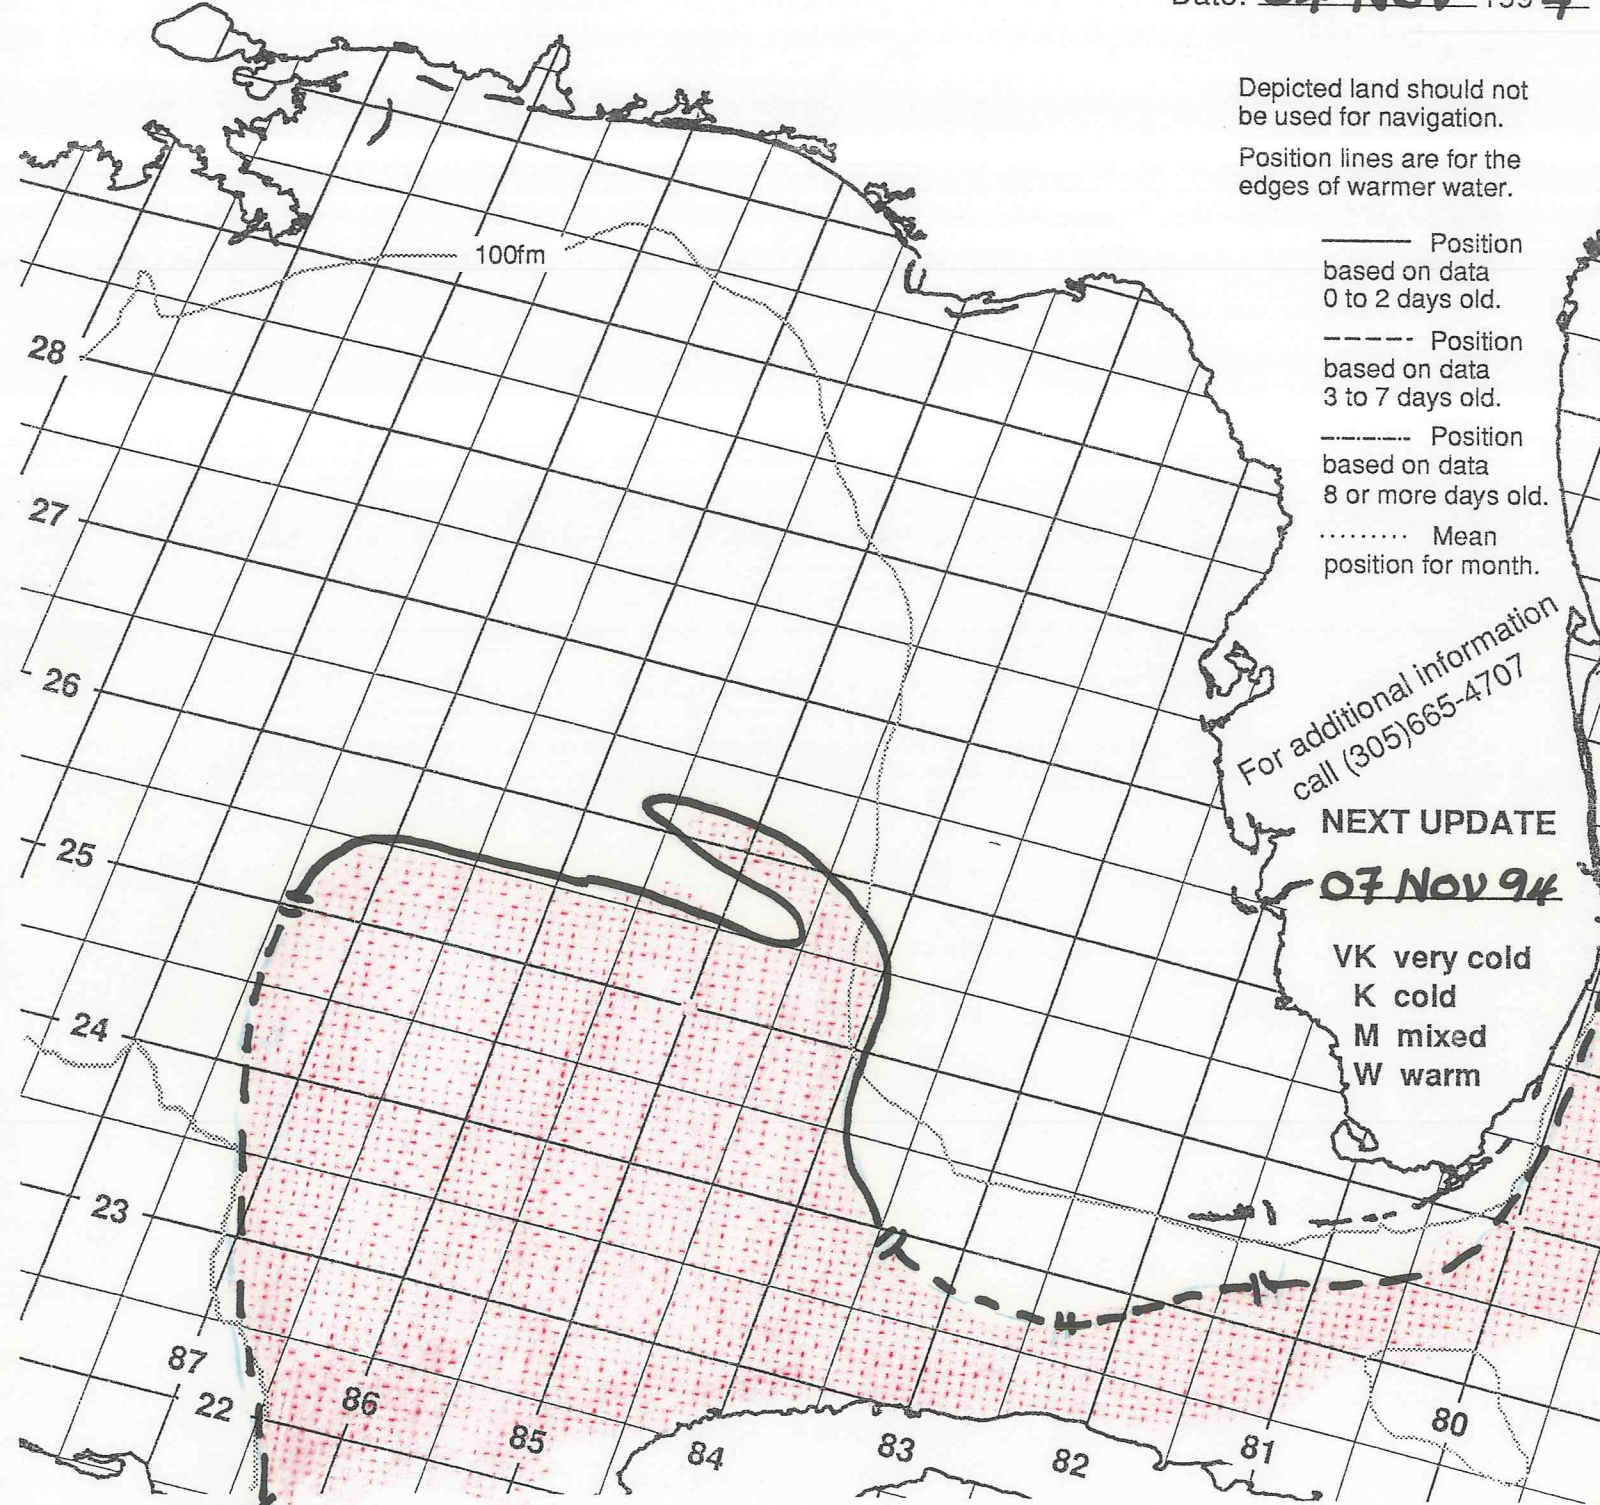 Date: 04 NOV 1994
Depicted land should not
be used for navigation.
Position lines are for the
edges of warmer water.
Position
based on data
0 to 2 days old.
Position
based on data
3 to 7 days old.
Position
based on data
8 or more days old.
Mean
position for month.
For additional information
call (305)665-4707
NEXT UPDATE
07 NOV 94
VK very cold
K cold
M mixed
W warm
100fm
28
27
26
25
24
23
22
87
86
85
84
83
82
81
80